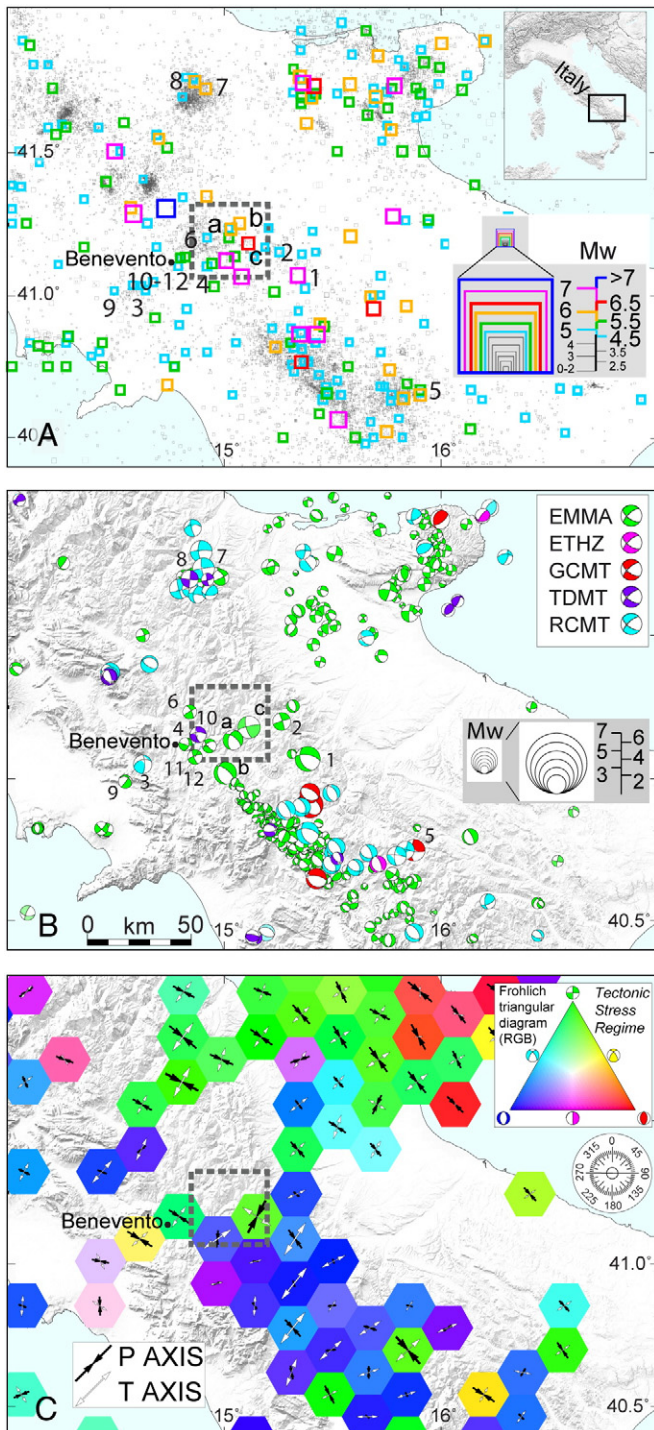 8
7
Italy
41.5
a
b
6
Benevento
2
c
10-12
4
1
9
3
41.0
Mw
>7
7
6.5
6
5.5
5
4.5
4
3
3.5
0-2
2.5
5
A
40
15
16
EMMA
ETHZ
GCMT
TDMT
RCMT
8
7
6
c
10
a
2
4
Benevento
11
12
b
1
3
9
Mw
7
6
5
4
3
2
5
B
0 km 50
15
16
40.5
Frohlich
triangular
diagram
(RGB)
Tectonic
Stress
Regime
0
45
90
135
180
225
270
315
Benevento
41.0
P AXIS
T AXIS
C
15
16
40.5